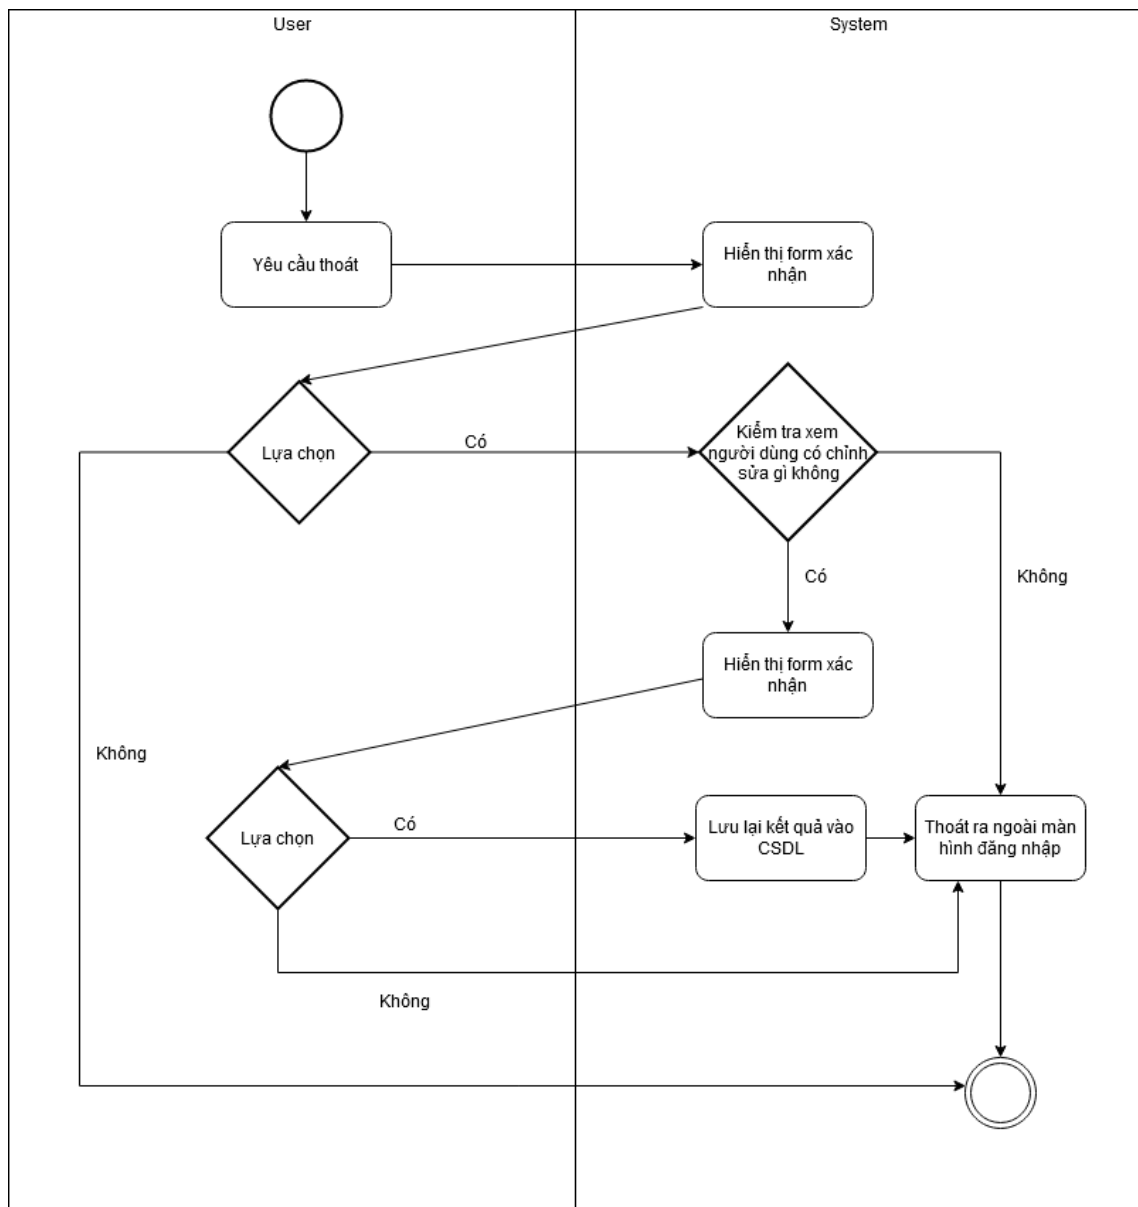 User
System
Yêu cầu thoát
Hiển thị form xác
nhận
Lựa chọn
Có
Kiểm tra xem
người dùng có chỉnh
sửa gì không
Có
Không
Hiển thị form xác
nhận
Không
Lựa chọn
Có
Lưu lại kết quả vào
CSDL
Thoát ra ngoài màn
hình đăng nhập
Không